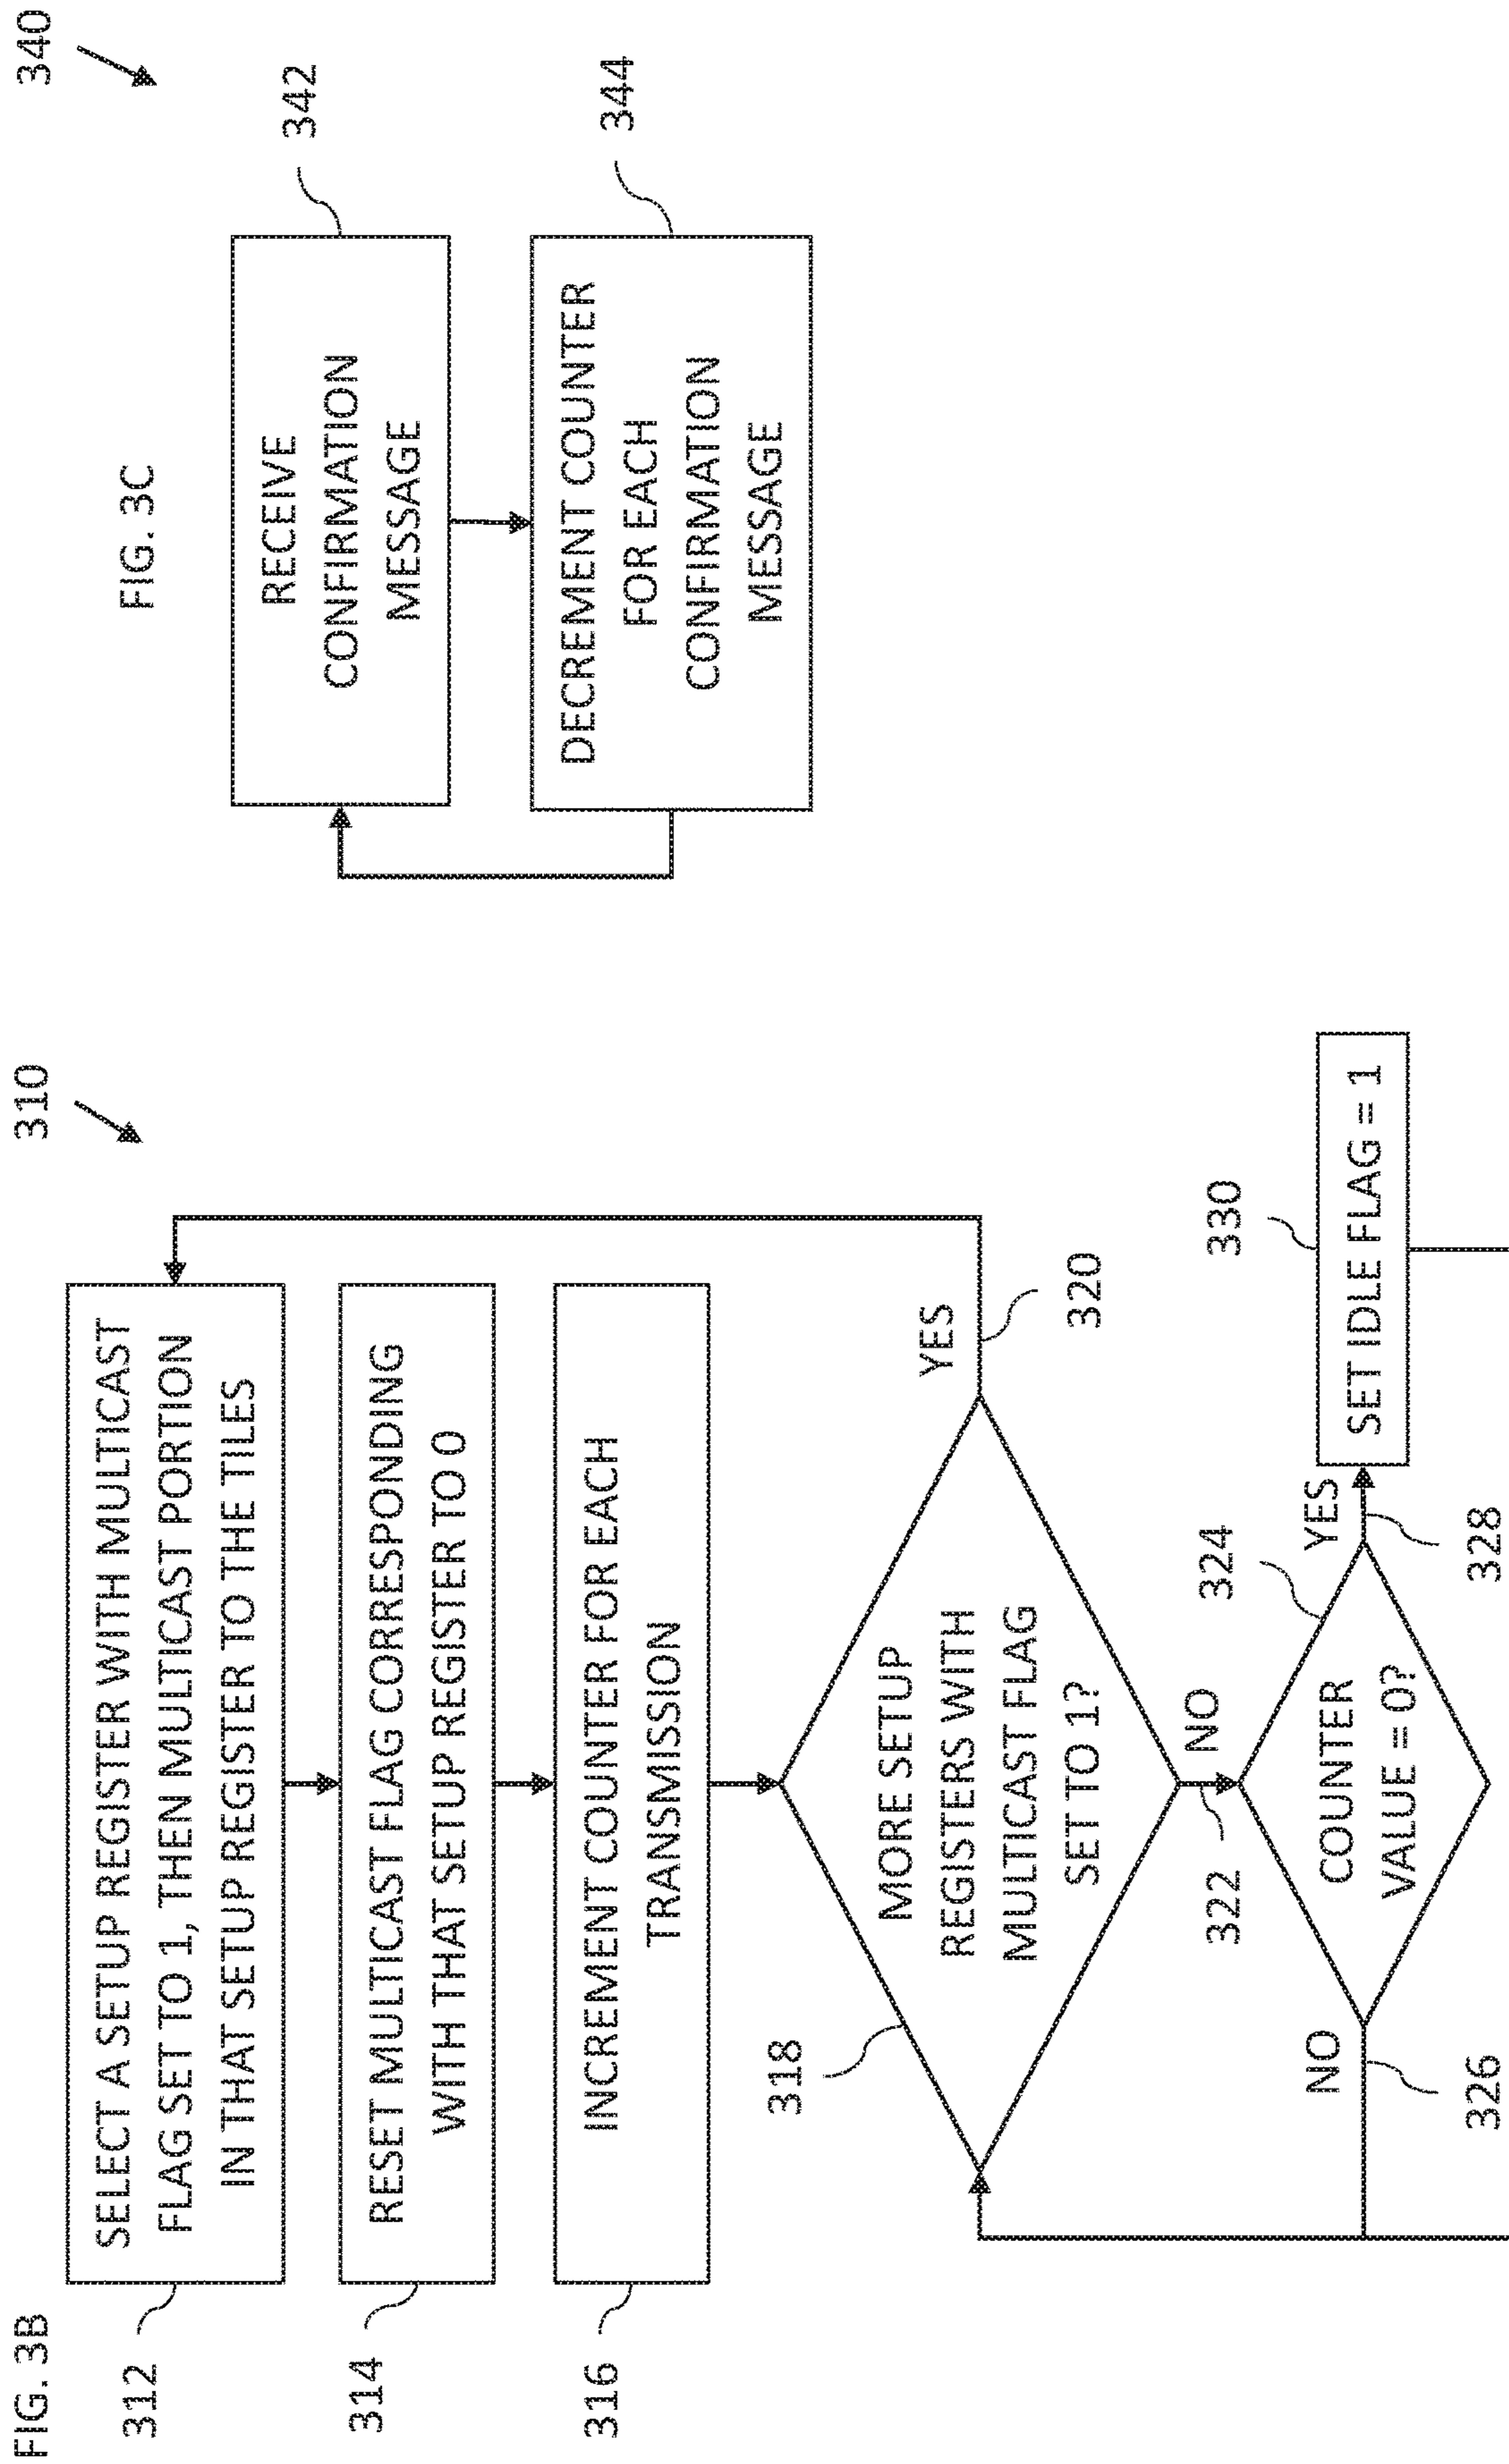 FIG. 3B
310
312
SELECT A SETUP REGISTER WITH MULTICAST
FLAG SET TO 1, THEN MULTICAST PORTION
IN THAT SETUP REGISTER TO THE TILES
314
RESET MULTICAST FLAG CORRESPONDING
WITH THAT SETUP REGISTER TO 0
316
INCREMENT COUNTER FOR EACH
TRANSMISSION
318
MORE SETUP
REGISTERS WITH
MULTICAST FLAG
SET TO 1?
YES
320
NO
322
324
COUNTER
VALUE = 0?
NO
326
YES
328
330
SET IDLE FLAG = 1
FIG. 3C
340
RECEIVE
CONFIRMATION
MESSAGE
342
DECREMENT COUNTER
FOR EACH
CONFIRMATION
MESSAGE
344